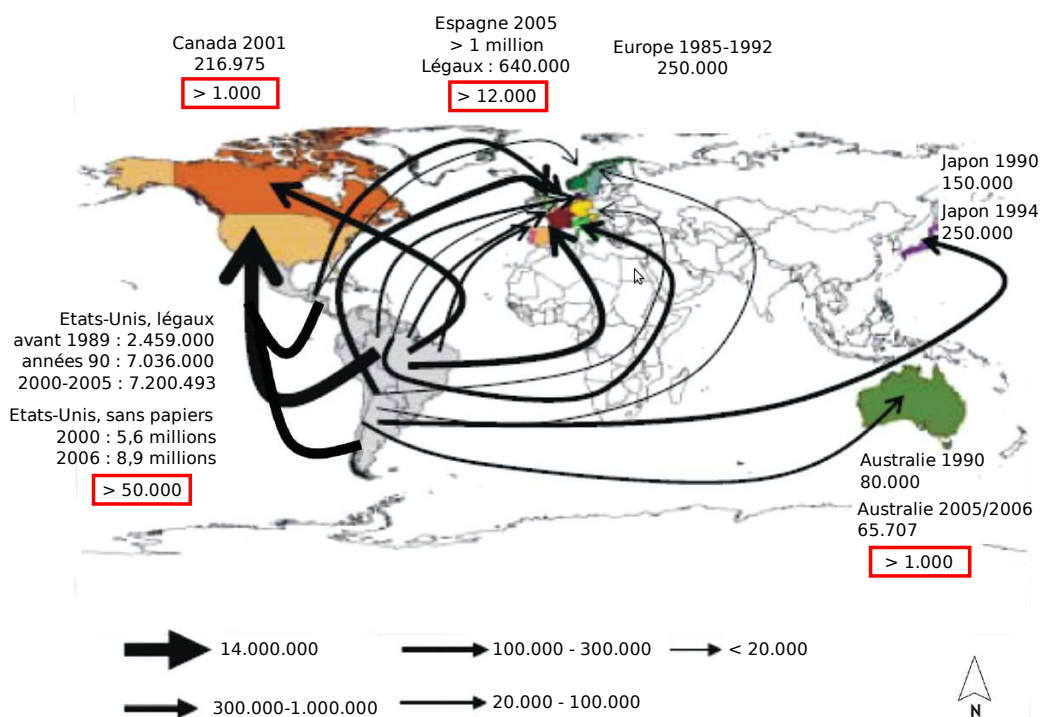 Canada 2001
216.975
> 1.000
Espagne 2005
> 1 million
Légaux : 640.000
> 12.000
Europe 1985-1992
250.000
Japon 1990
150.000
Japon 1994
250.000
Etats-Unis, légaux
avant 1989 : 2.459.000
années 90 : 7.036.000
2000-2005 : 7.200.493
Etats-Unis, sans papiers
2000 : 5,6 millions
2006 : 8,9 millions
> 50.000
Australie 1990
80.000
Australie 2005/2006
65.707
> 1.000
14.000.000
100.000 - 300.000
< 20.000
300.000-1.000.000
20.000 - 100.000
N